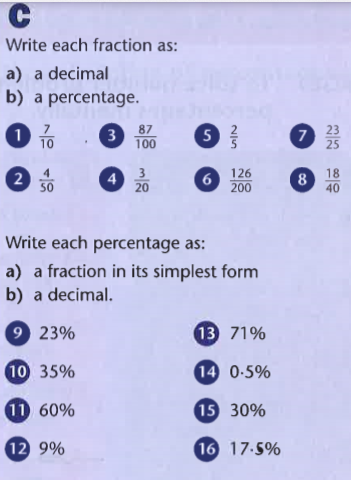 C
Write each fraction as:
a) a decimal
b) a percentage.
1 7/10 3 87/100 5 2/5 7 23/25
2 4/50 4 3/20 6 126/200 8 18/40
Write each percentage as:
a) a fraction in its simplest form
b) a decimal.
9 23% 13 71%
10 35% 14 0·5%
11 60% 15 30%
12 9% 16 17·5%